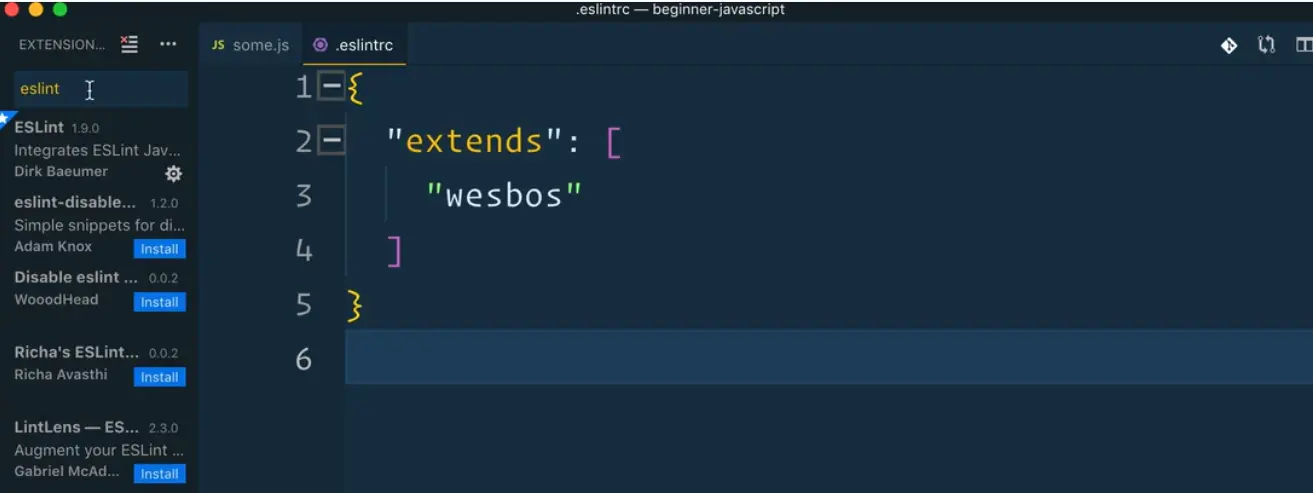 .eslintrc — beginner-javascript
EXTENSION...
JS some.js
.eslintrc
eslint
ESLint 1.9.0
Integrates ESLint Jav...
Dirk Baeumer
eslint-disable... 1.2.0
Simple snippets for di...
Adam Knox Install
Disable eslint ... 0.0.2
WooodHead Install
Richa's ESLint... 0.0.2
Richa Avasthi Install
LintLens — ES... 2.3.0
Augment your ESLint ...
Gabriel McAd... Install
1 {
2 "extends": [
3 "wesbos"
4 ]
5 }
6